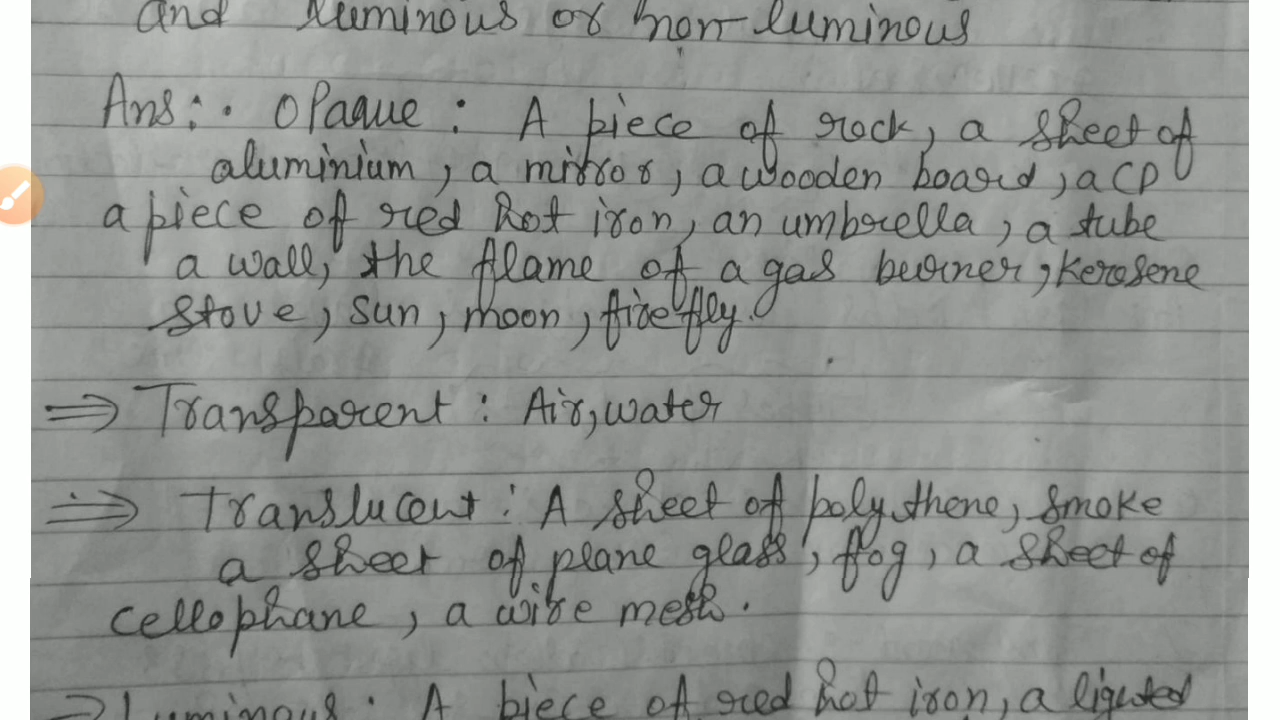 and luminous or non-luminous
Ans:. Opaque : A piece of rock, a sheet of
aluminium, a mirror, a wooden board, a CD
a piece of red hot iron, an umbrella, a tube
a wall, the flame of a gas burner, Kerosene
stove, sun, moon, firefly.
⇒ Transparent : Air, water
⇒ Translucent : A sheet of polythene, smoke
a sheet of plane glass, fog, a sheet of
cellophane, a wire mesh.
⇒ Luminous : A piece of red hot iron, a lighted